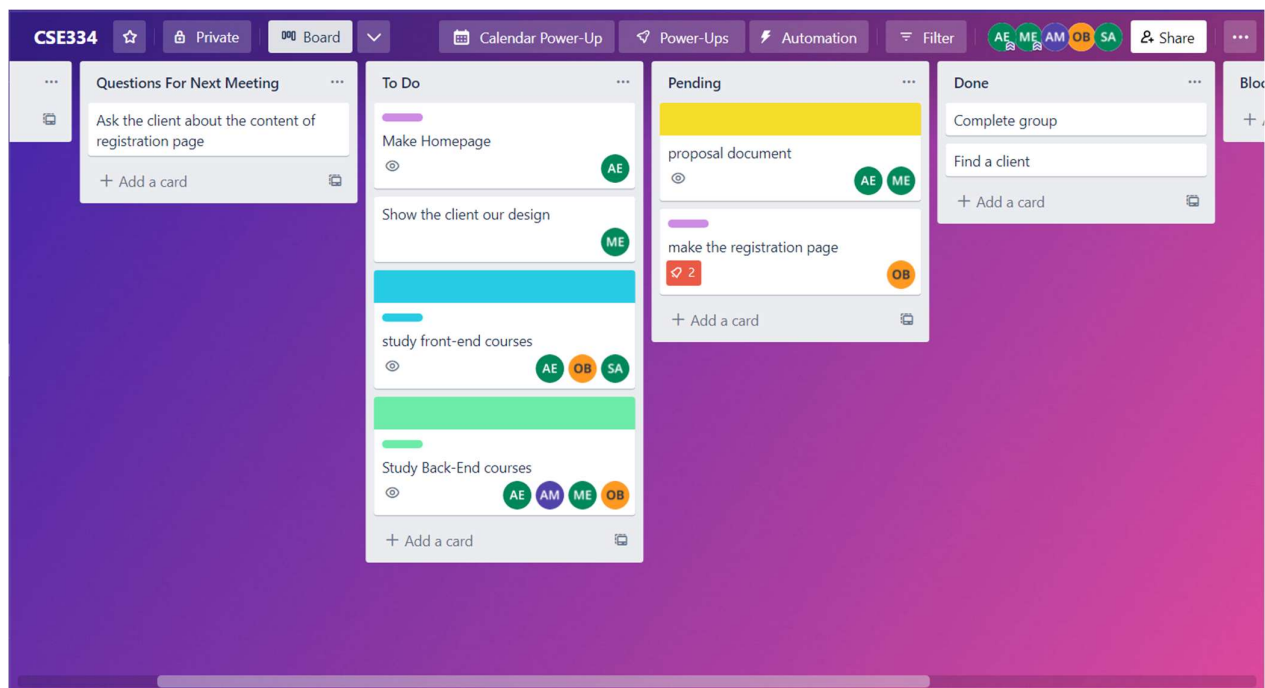 CSE334
Private
Board
Calendar Power-Up
Power-Ups
Automation
Filter
AE ME AM OB SA
Share
Questions For Next Meeting
Ask the client about the content of
registration page
+ Add a card
To Do
Make Homepage
AE
Show the client our design
ME
study front-end courses
AE OB SA
Study Back-End courses
AE AM ME OB
+ Add a card
Pending
proposal document
AE ME
make the registration page
2
OB
+ Add a card
Done
Complete group
Find a client
+ Add a card